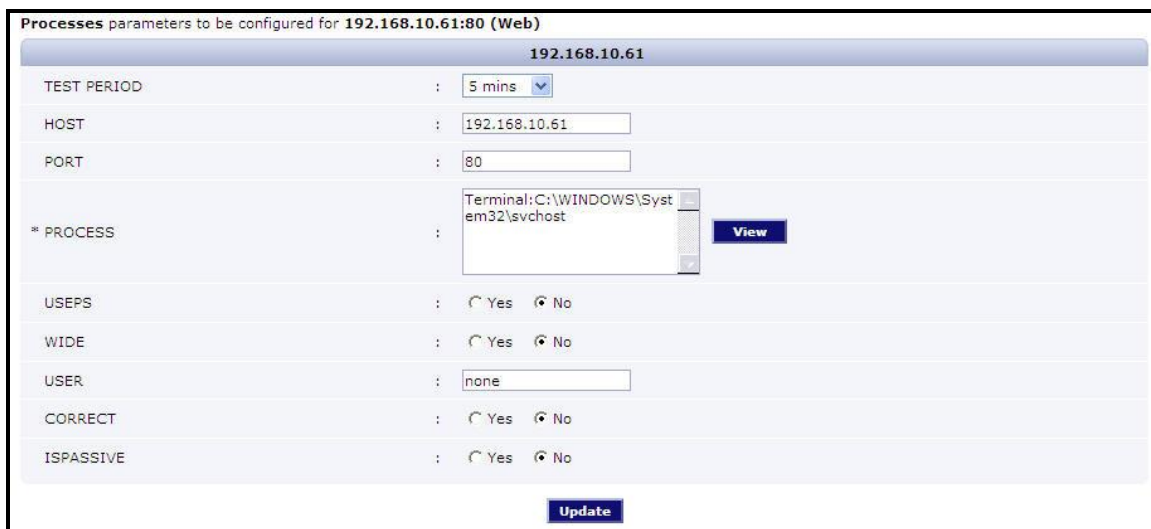 Processes parameters to be configured for 192.168.10.61:80 (Web)
192.168.10.61
TEST PERIOD : 5 mins
HOST : 192.168.10.61
PORT : 80
* PROCESS : Terminal:C:\WINDOWS\Syst
em32\svchost
View
USEPS : Yes No
WIDE : Yes No
USER : none
CORRECT : Yes No
ISPASSIVE : Yes No
Update